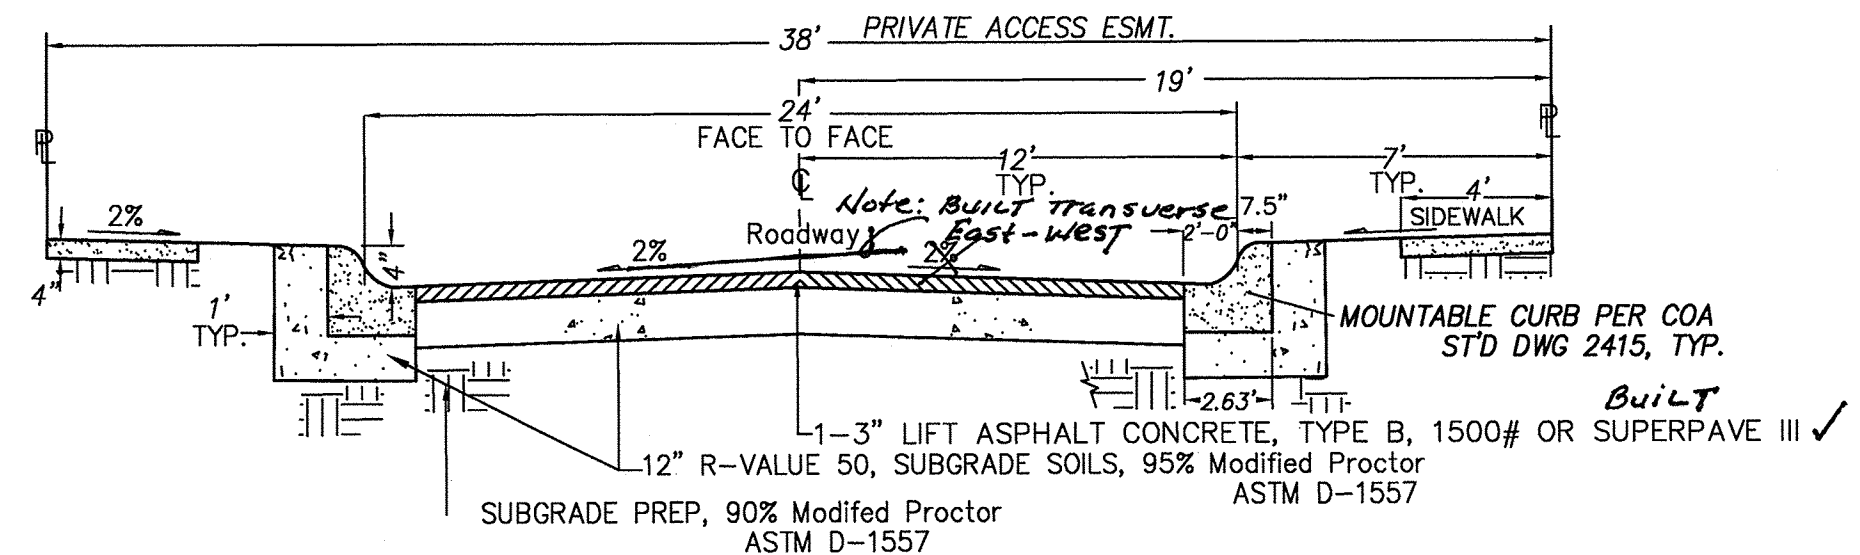 PRIVATE ACCESS ESMT.
38'
19'
24'
FACE TO FACE
℄
12'
TYP.
7'
TYP.
4'
SIDEWALK
℄
Note: BUILT Transverse
East-West
7.5"
2'-0"
2%
Roadway
2%
2%
4"
4"
1'
TYP.
MOUNTABLE CURB PER COA
ST'D DWG 2415, TYP.
2.63'
BUILT
1-3" LIFT ASPHALT CONCRETE, TYPE B, 1500# OR SUPERPAVE III ✓
12" R-VALUE 50, SUBGRADE SOILS, 95% Modified Proctor
ASTM D-1557
SUBGRADE PREP, 90% Modifed Proctor
ASTM D-1557